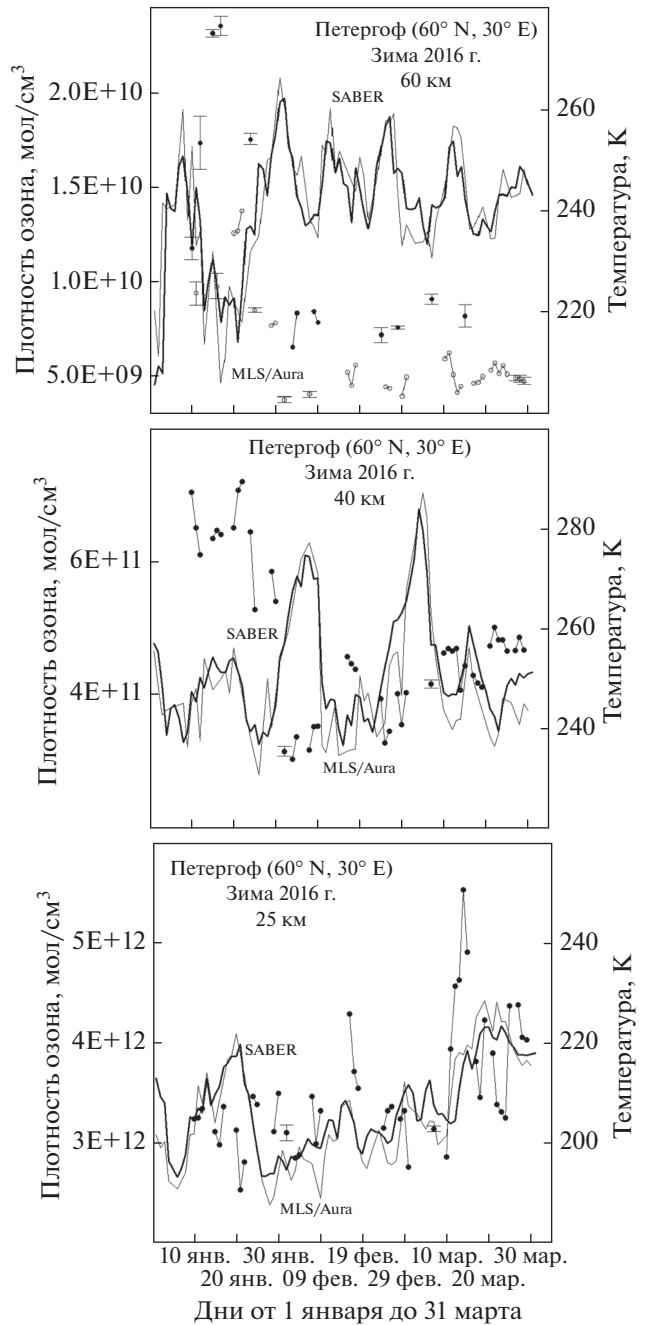 Петергоф (60° N, 30° E)
Зима 2016 г.
60 км
SABER
MLS/Aura
Плотность озона, мол/см³
2.0E+10
1.5E+10
1.0E+10
5.0E+09
260
240
220
Температура, К
Петергоф (60° N, 30° E)
Зима 2016 г.
40 км
SABER
MLS/Aura
Плотность озона, мол/см³
6E+11
4E+11
280
260
240
Температура, К
Петергоф (60° N, 30° E)
Зима 2016 г.
25 км
SABER
MLS/Aura
Плотность озона, мол/см³
5E+12
4E+12
3E+12
240
220
200
Температура, К
10 янв. 30 янв. 19 фев. 10 мар. 30 мар.
20 янв. 09 фев. 29 фев. 20 мар.
Дни от 1 января до 31 марта